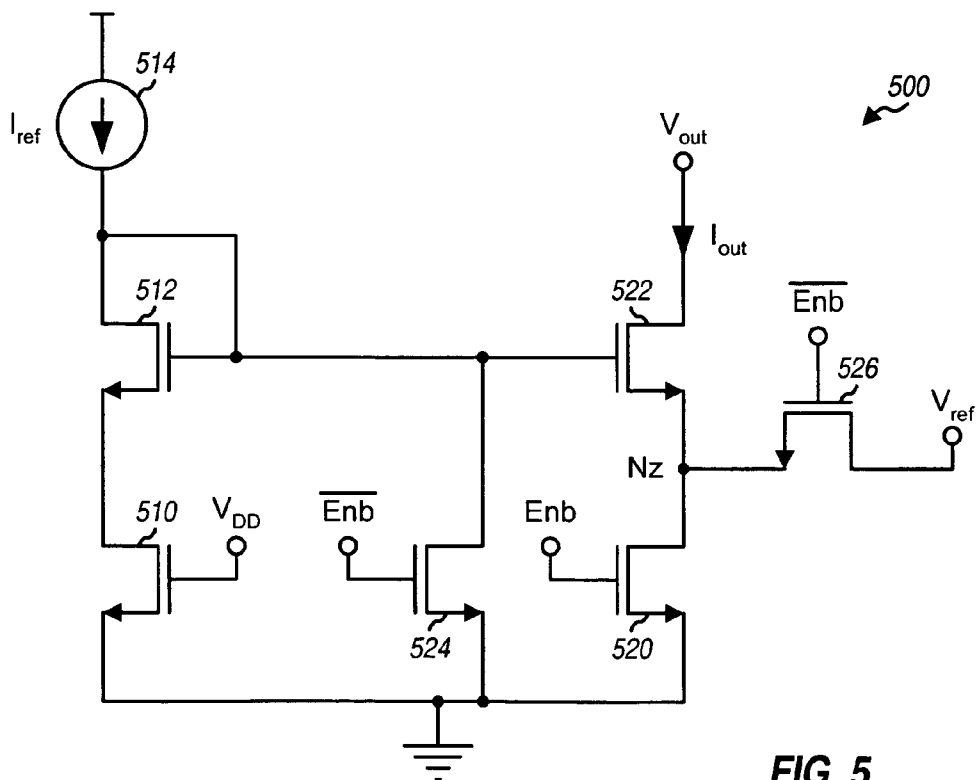 514
500
I_ref
V_out
I_out
512
522
Enb
526
V_ref
Nz
510
V_DD
Enb
Enb
524
520
FIG. 5